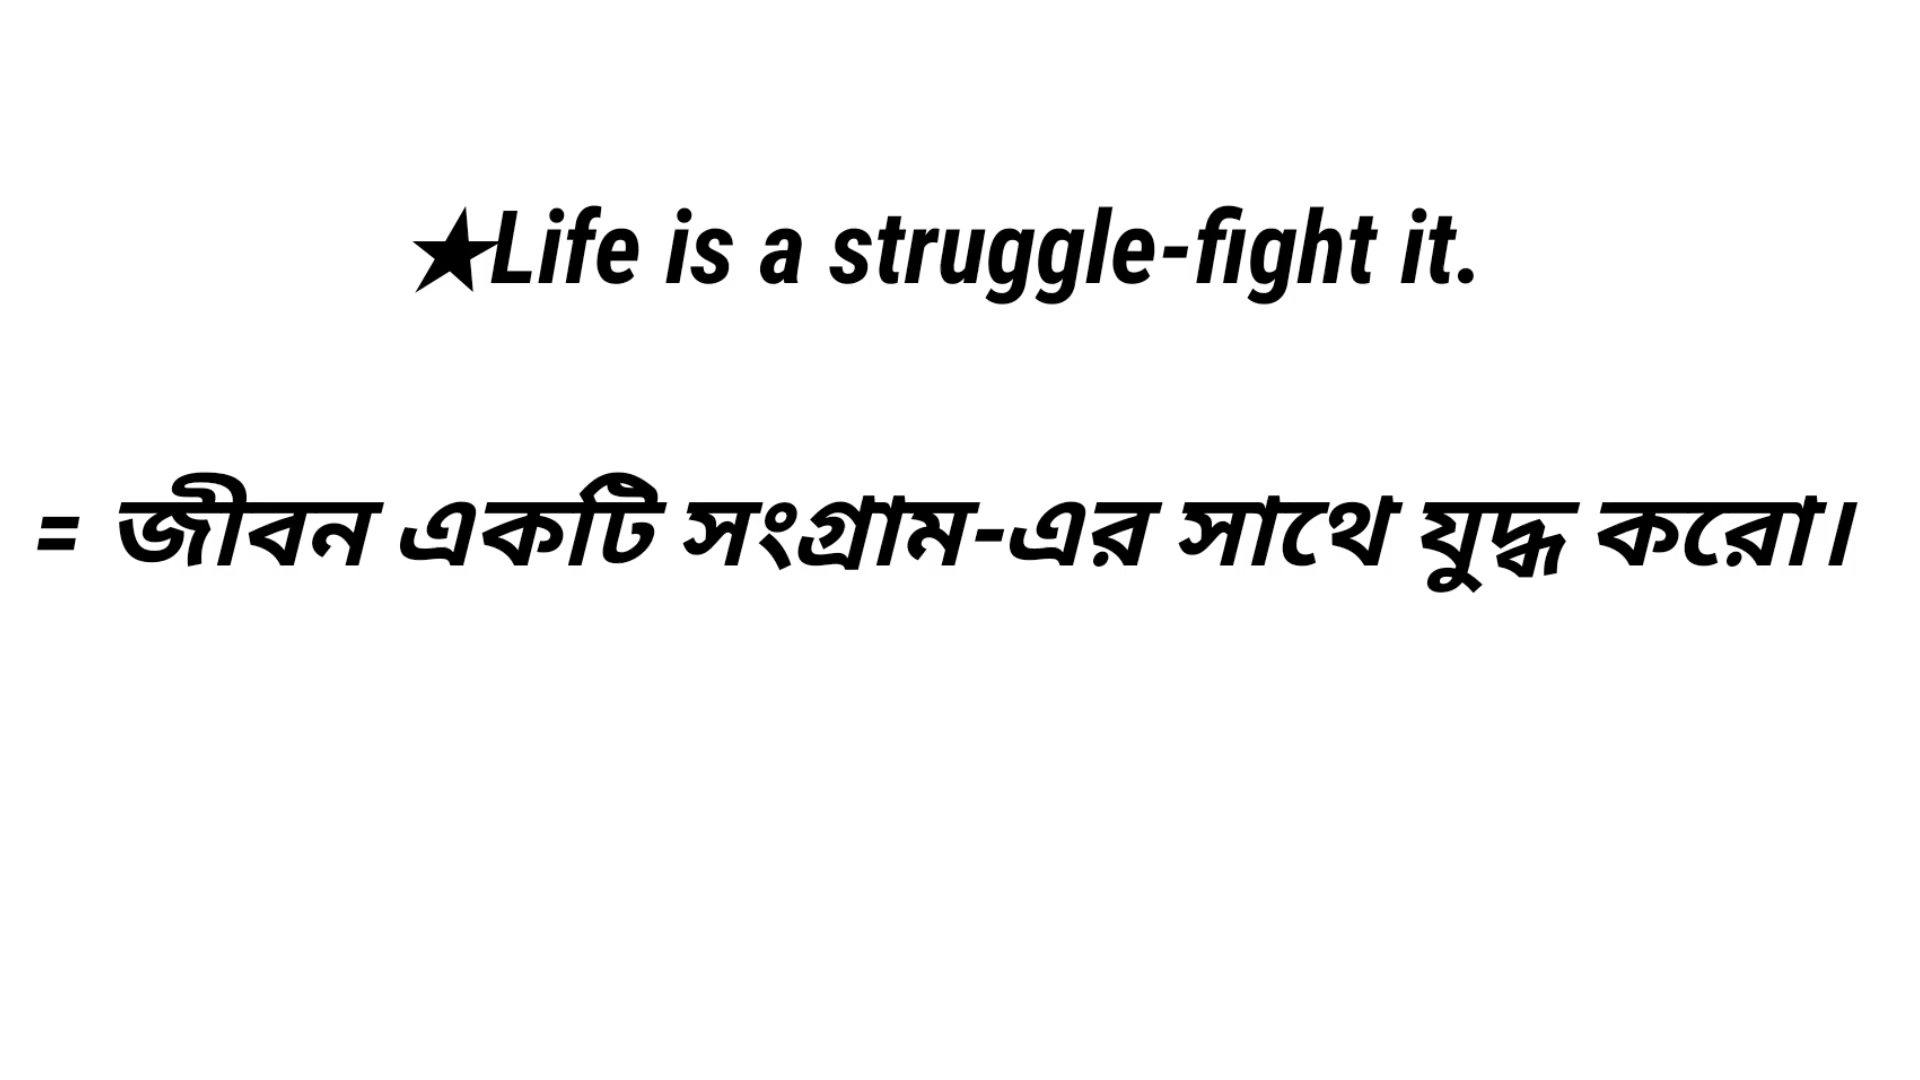 ★Life is a struggle-fight it.
= জীবন একটি সংগ্রাম-এর সাথে যুদ্ধ করো।